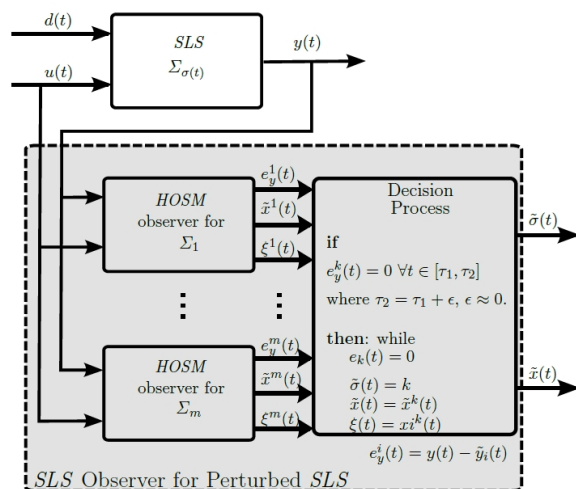 d(t)
SLS
Σ_{σ(t)}
y(t)
u(t)
HOSM
observer for
Σ_1
e_y^1(t)
x̃^1(t)
ξ^1(t)
HOSM
observer for
Σ_m
e_y^m(t)
x̃^m(t)
ξ^m(t)
Decision
Process
if
e_y^k(t) = 0 ∀t ∈ [τ_1, τ_2]
where τ_2 = τ_1 + ϵ, ϵ ≈ 0.
then: while
e_k(t) = 0
σ̃(t) = k
x̃(t) = x̃^k(t)
ξ(t) = xi^k(t)
σ̃(t)
x̃(t)
e_y^i(t) = y(t) − ỹ_i(t)
SLS Observer for Perturbed SLS